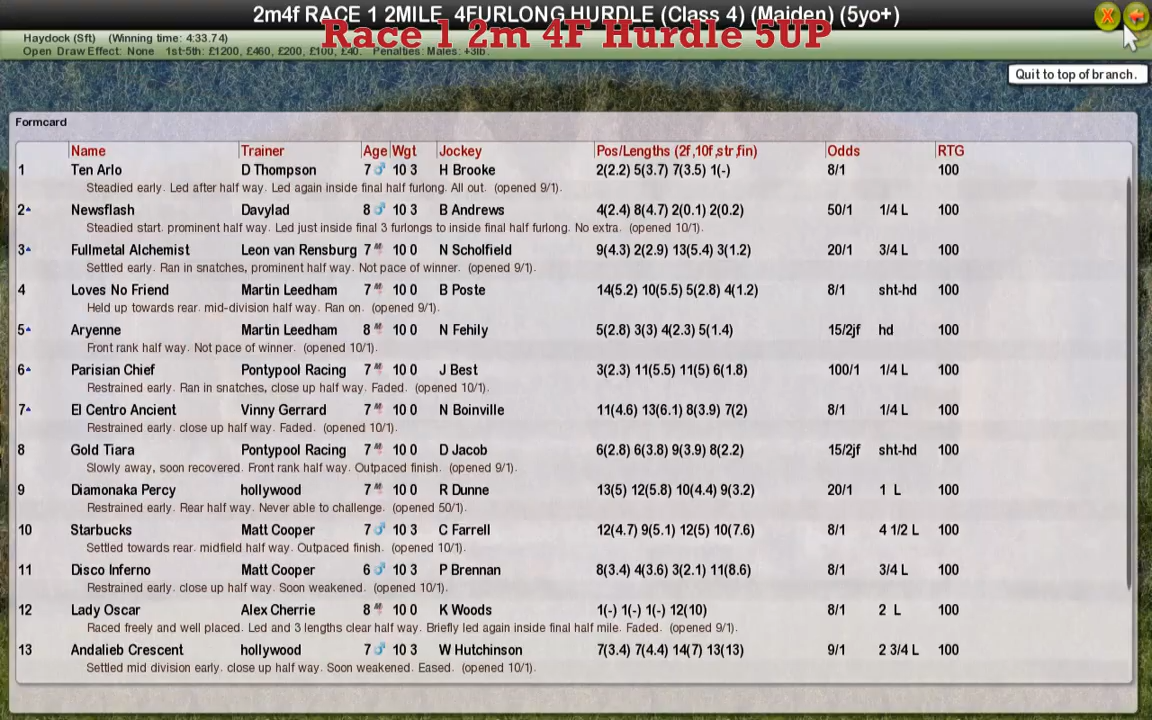 2m4f RACE 1 2MILE 4FURLONG HURDLE (Class 4) (Maiden) (5yo+)
Race 1 2m 4F Hurdle 5UP
Haydock (Sft) (Winning time: 4:33.74)
Open Draw Effect: None 1st-5th: £1200, £460, £200, £100, £40. Penalties: Males: +3lb.
Quit to top of branch.
Formcard
Name Trainer Age Wgt Jockey Pos/Lengths (2f,10f,str,fin) Odds RTG
1 Ten Arlo D Thompson 7 10 3 H Brooke 2(2.2) 5(3.7) 7(3.5) 1(-) 8/1 100
Steadied early. Led after half way. Led again inside final half furlong. All out. (opened 9/1).
2 Newsflash Davylad 8 10 3 B Andrews 4(2.4) 8(4.7) 2(0.1) 2(0.2) 50/1 1/4 L 100
Steadied start. prominent half way. Led just inside final 3 furlongs to inside final half furlong. No extra. (opened 10/1).
3 Fullmetal Alchemist Leon van Rensburg 7 10 0 N Scholfield 9(4.3) 2(2.9) 13(5.4) 3(1.2) 20/1 3/4 L 100
Settled early. Ran in snatches, prominent half way. Not pace of winner. (opened 9/1).
4 Loves No Friend Martin Leedham 7 10 0 B Poste 14(5.2) 10(5.5) 5(2.8) 4(1.2) 8/1 sht-hd 100
Held up towards rear. mid-division half way. Ran on. (opened 9/1).
5 Aryenne Martin Leedham 8 10 0 N Fehily 5(2.8) 3(3) 4(2.3) 5(1.4) 15/2jf hd 100
Front rank half way. Not pace of winner. (opened 10/1).
6 Parisian Chief Pontypool Racing 7 10 0 J Best 3(2.3) 11(5.5) 11(5) 6(1.8) 100/1 1/4 L 100
Restrained early. Ran in snatches, close up half way. Faded. (opened 10/1).
7 El Centro Ancient Vinny Gerrard 7 10 0 N Boinville 11(4.6) 13(6.1) 8(3.9) 7(2) 8/1 1/4 L 100
Restrained early. close up half way. Faded. (opened 10/1).
8 Gold Tiara Pontypool Racing 7 10 0 D Jacob 6(2.8) 6(3.8) 9(3.9) 8(2.2) 15/2jf sht-hd 100
Slowly away, soon recovered. Front rank half way. Outpaced finish. (opened 9/1).
9 Diamonaka Percy hollywood 7 10 0 R Dunne 13(5) 12(5.8) 10(4.4) 9(3.2) 20/1 1 L 100
Restrained early. Rear half way. Never able to challenge. (opened 50/1).
10 Starbucks Matt Cooper 7 10 3 C Farrell 12(4.7) 9(5.1) 12(5) 10(7.6) 8/1 4 1/2 L 100
Settled towards rear. midfield half way. Outpaced finish. (opened 10/1).
11 Disco Inferno Matt Cooper 6 10 3 P Brennan 8(3.4) 4(3.6) 3(2.1) 11(8.6) 8/1 3/4 L 100
Restrained early. close up half way. Soon weakened. (opened 10/1).
12 Lady Oscar Alex Cherrie 8 10 0 K Woods 1(-) 1(-) 1(-) 12(10) 8/1 2 L 100
Raced freely and well placed. Led and 3 lengths clear half way. Briefly led again inside final half mile. Faded. (opened 9/1).
13 Andalieb Crescent hollywood 7 10 3 W Hutchinson 7(3.4) 7(4.4) 14(7) 13(13) 9/1 2 3/4 L 100
Settled mid division early. close up half way. Soon weakened. Eased. (opened 10/1).